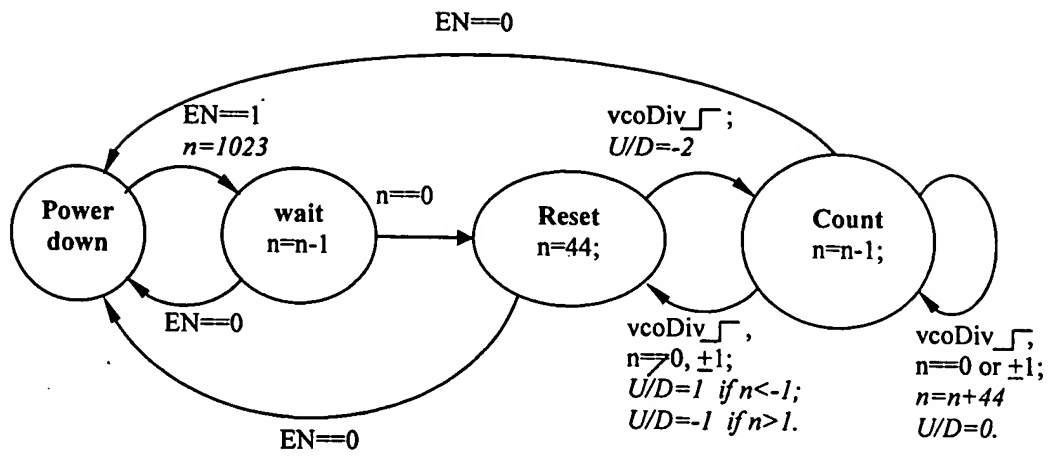 EN==0
EN==1
n=1023
vcoDiv ;
U/D=-2
Power
down
wait
n=n-1
n==0
Reset
n=44;
Count
n=n-1;
EN==0
vcoDiv ,
n≠0, ±1;
U/D=1 if n<-1;
U/D=-1 if n>1.
vcoDiv ,
n==0 or ±1;
n=n+44
U/D=0.
EN==0